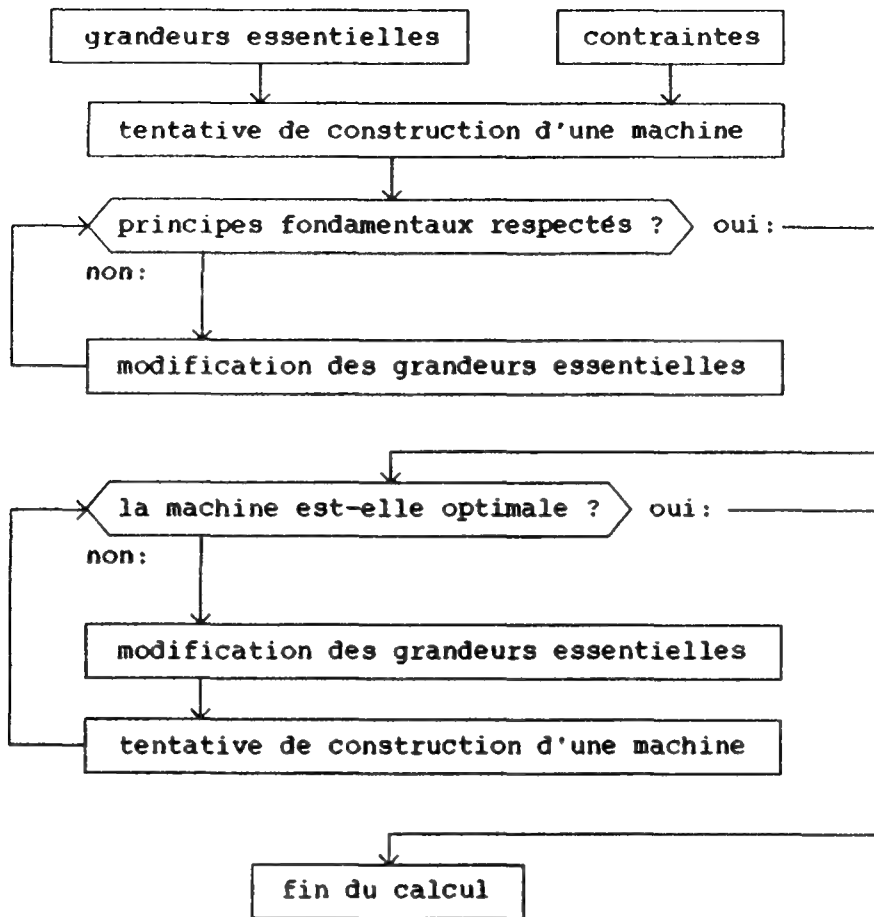 grandeurs essentielles
contraintes
tentative de construction d'une machine
principes fondamentaux respectés ?
oui:
non:
modification des grandeurs essentielles
la machine est-elle optimale ?
oui:
non:
modification des grandeurs essentielles
tentative de construction d'une machine
fin du calcul